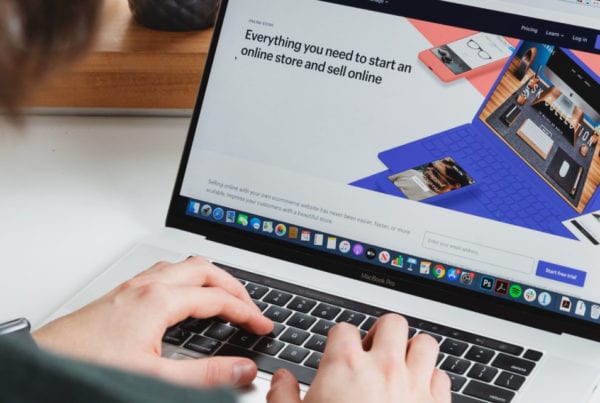 Pricing Learn Log in
ONLINE STORE
Everything you need to start an
online store and sell online
Selling online with your own ecommerce website has never been easier, faster, or more
scalable. Impress your customers with a beautiful store.
Enter your email address
Start free trial
MacBook Pro
Ps